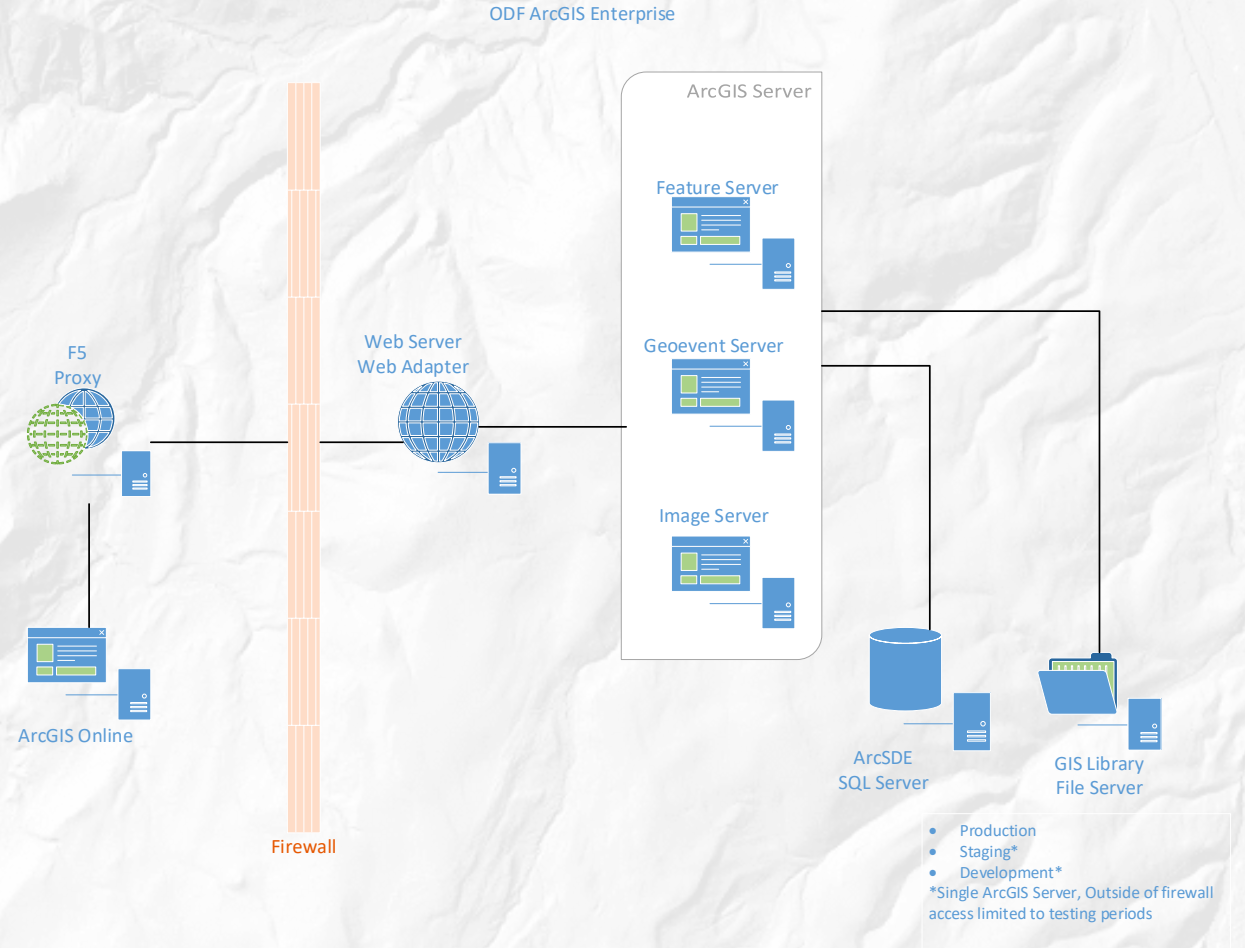 ODF ArcGIS Enterprise
ArcGIS Server
Feature Server
Geoevent Server
Image Server
F5
Proxy
Web Server
Web Adapter
ArcGIS Online
Firewall
ArcSDE
SQL Server
GIS Library
File Server
• Production
• Staging*
• Development*
*Single ArcGIS Server, Outside of firewall
access limited to testing periods